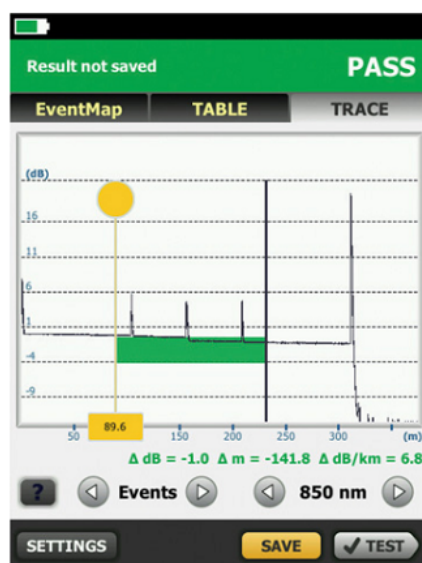 Result not saved PASS
EventMap TABLE TRACE
(dB)
16
11
6
1
-4
-9
50 89.6 150 200 250 300 (m)
Δ dB = -1.0 Δ m = -141.8 Δ dB/km = 6.8
? Events 850 nm
SETTINGS SAVE TEST